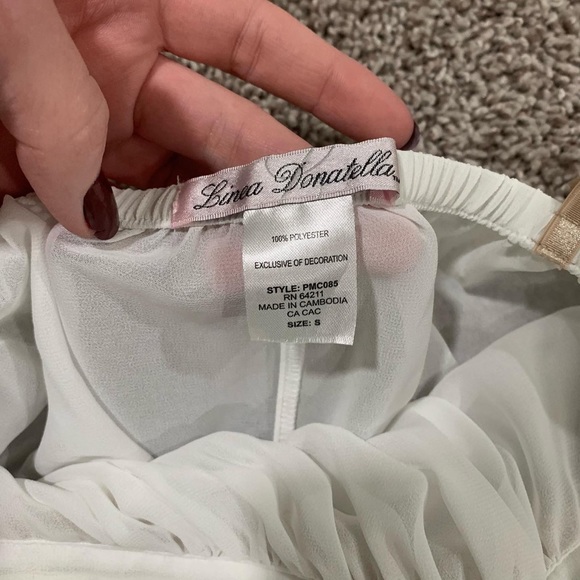 Linea Donatella
100% POLYESTER
EXCLUSIVE OF DECORATION
STYLE: PMC085
RN 64211
MADE IN CAMBODIA
CA CAC
SIZE: S